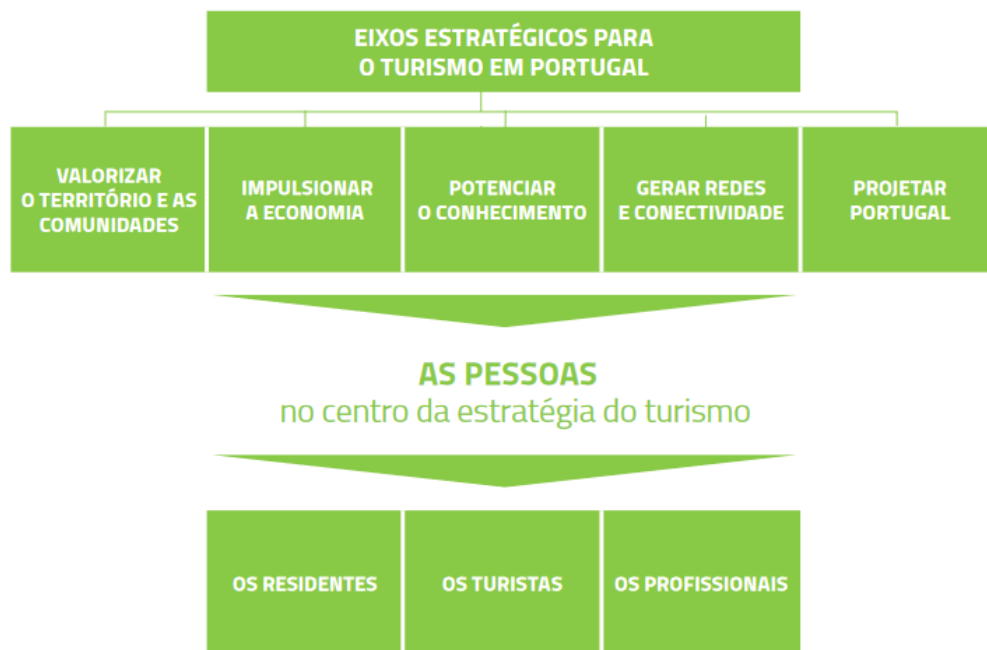 EIXOS ESTRATÉGICOS PARA
O TURISMO EM PORTUGAL
VALORIZAR
O TERRITÓRIO E AS
COMUNIDADES
IMPULSIONAR
A ECONOMIA
POTENCIAR
O CONHECIMENTO
GERAR REDES
E CONECTIVIDADE
PROJETAR
PORTUGAL
AS PESSOAS
no centro da estratégia do turismo
OS RESIDENTES
OS TURISTAS
OS PROFISSIONAIS